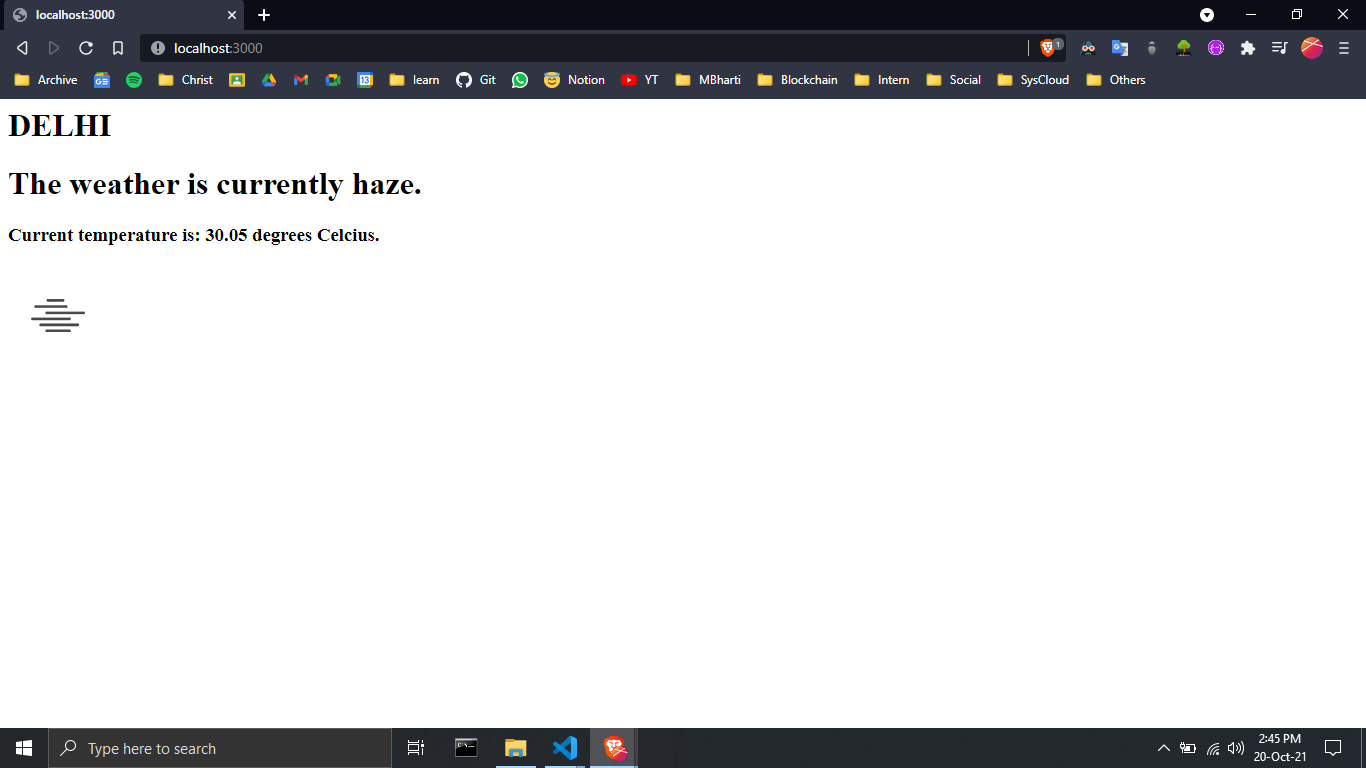 localhost:3000
localhost:3000
1
Archive Christ 13 learn Git Notion YT MBharti Blockchain Intern Social SysCloud Others
DELHI
The weather is currently haze.
Current temperature is: 30.05 degrees Celcius.
Type here to search
2:45 PM
20-Oct-21